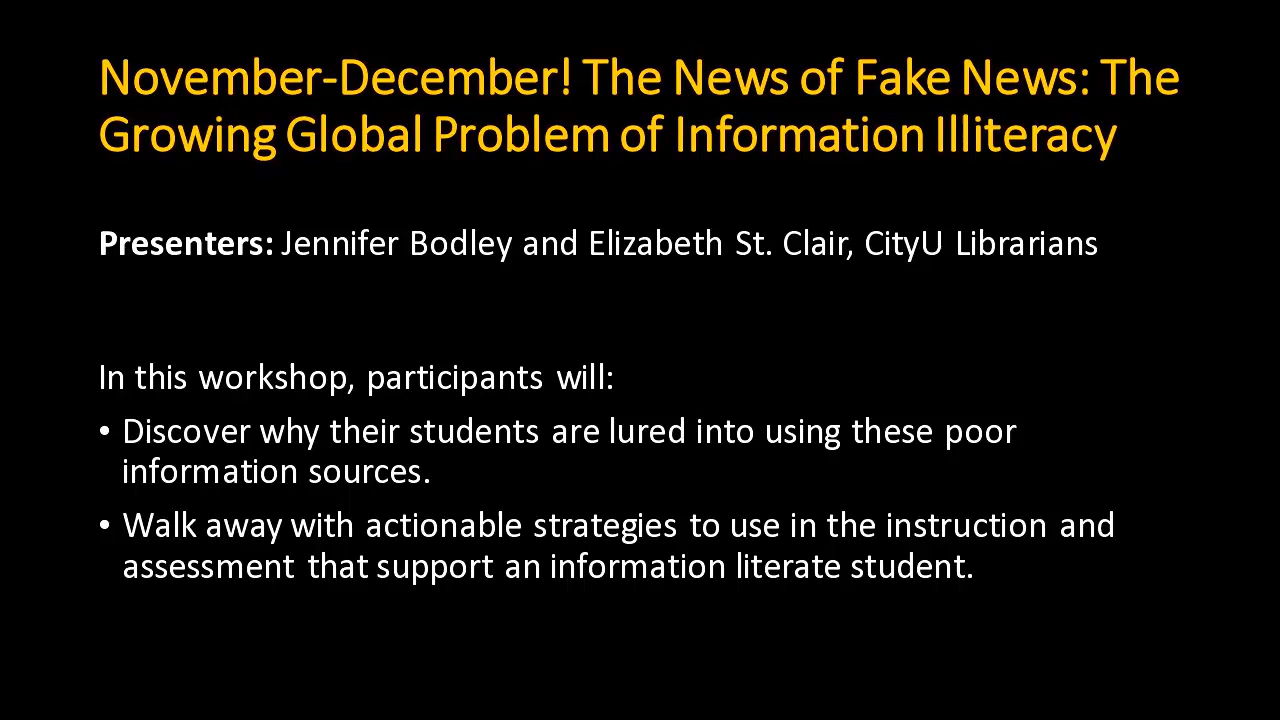 November-December! The News of Fake News: The
Growing Global Problem of Information Illiteracy
Presenters: Jennifer Bodley and Elizabeth St. Clair, CityU Librarians
In this workshop, participants will:
• Discover why their students are lured into using these poor
information sources.
• Walk away with actionable strategies to use in the instruction and
assessment that support an information literate student.